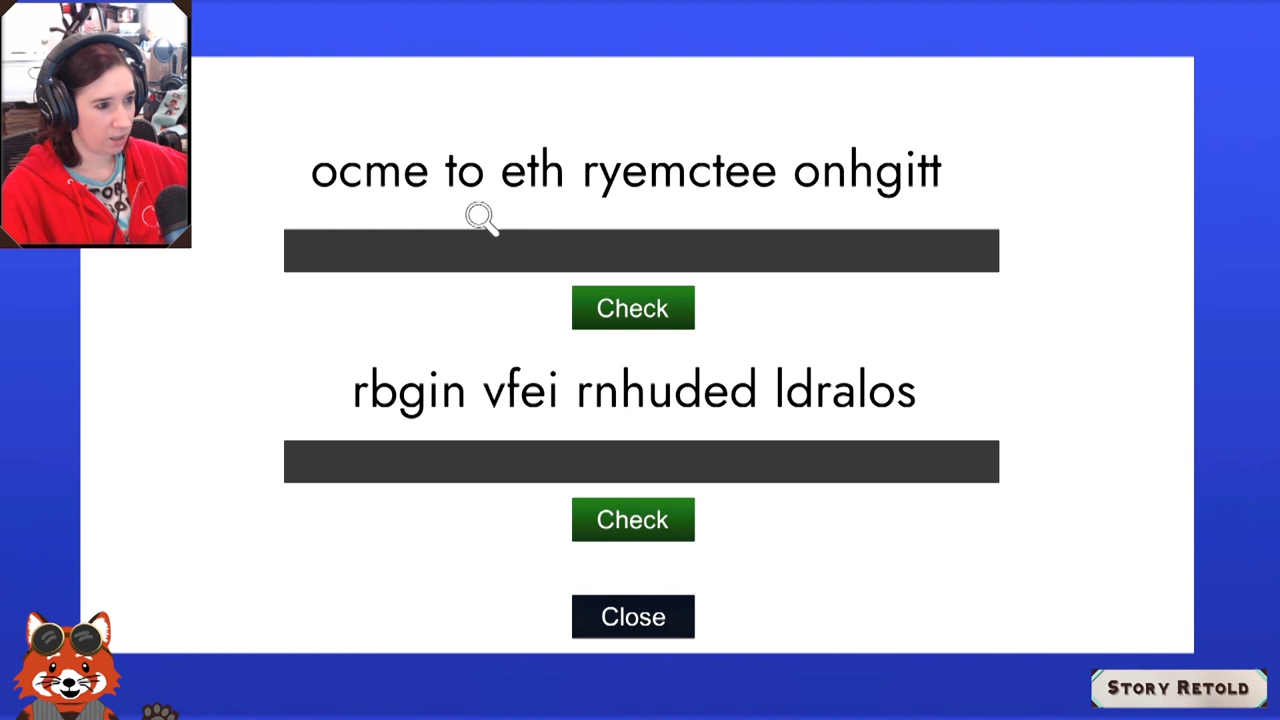 ocme to eth ryemctee onhgitt
Check
rbgin vfei rnhuded ldralos
Check
Close
STORY RETOLD